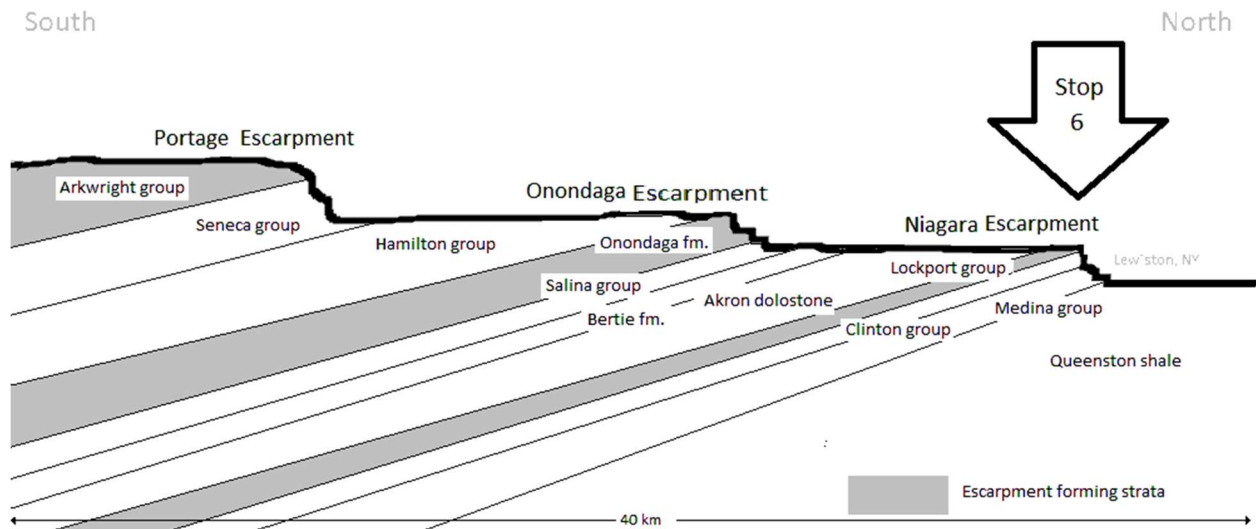 South
North
Stop
6
Portage Escarpment
Arkwright group
Onondaga Escarpment
Seneca group
Niagara Escarpment
Hamilton group
Onondaga fm.
Lockport group
Salina group
Akron dolostone
Bertie fm.
Medina group
Clinton group
Queenston shale
Escarpment forming strata
40 km